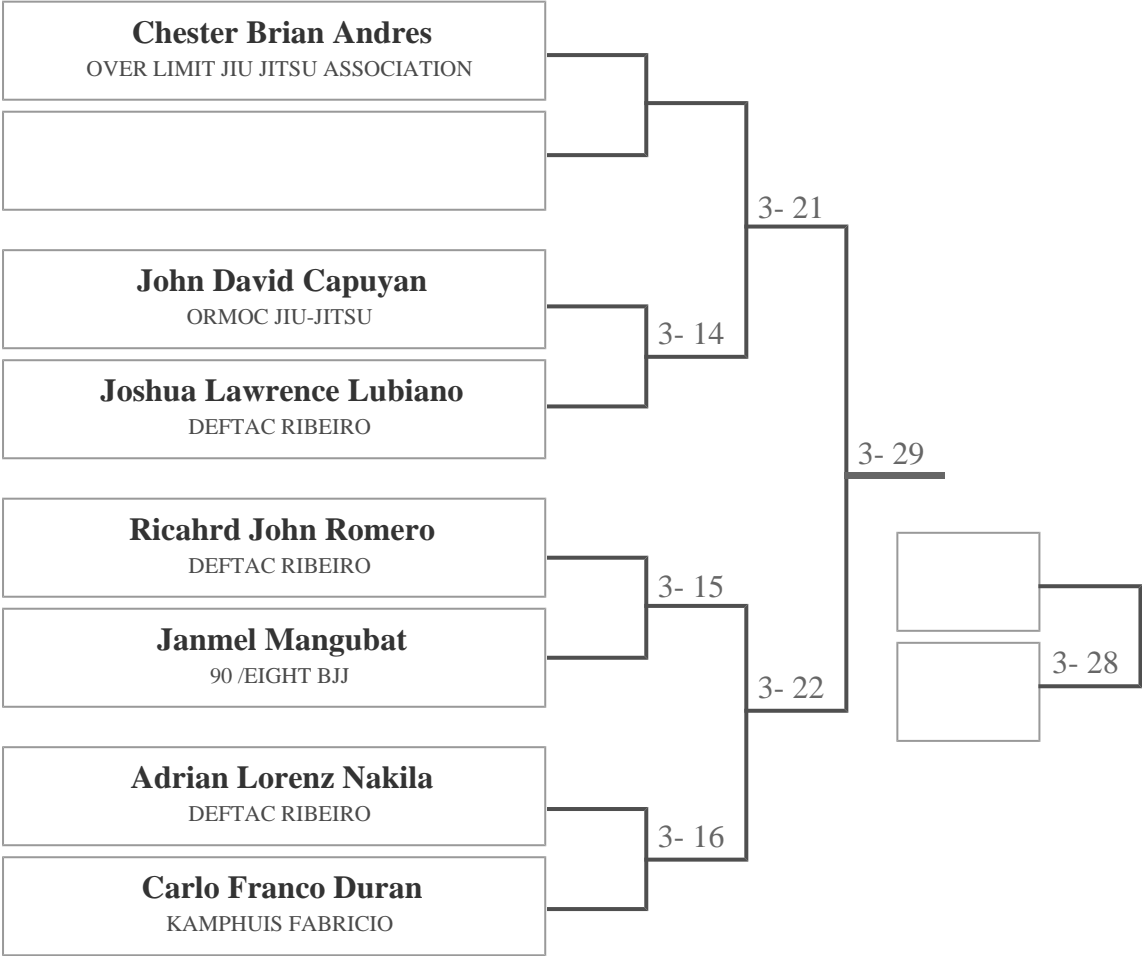 Chester Brian Andres
OVER LIMIT JIU JITSU ASSOCIATION
3- 21
John David Capuyan
ORMOC JIU-JITSU
3- 14
Joshua Lawrence Lubiano
DEFTAC RIBEIRO
3- 29
Ricahrd John Romero
DEFTAC RIBEIRO
3- 15
Janmel Mangubat
90 /EIGHT BJJ
3- 28
3- 22
Adrian Lorenz Nakila
DEFTAC RIBEIRO
3- 16
Carlo Franco Duran
KAMPHUIS FABRICIO